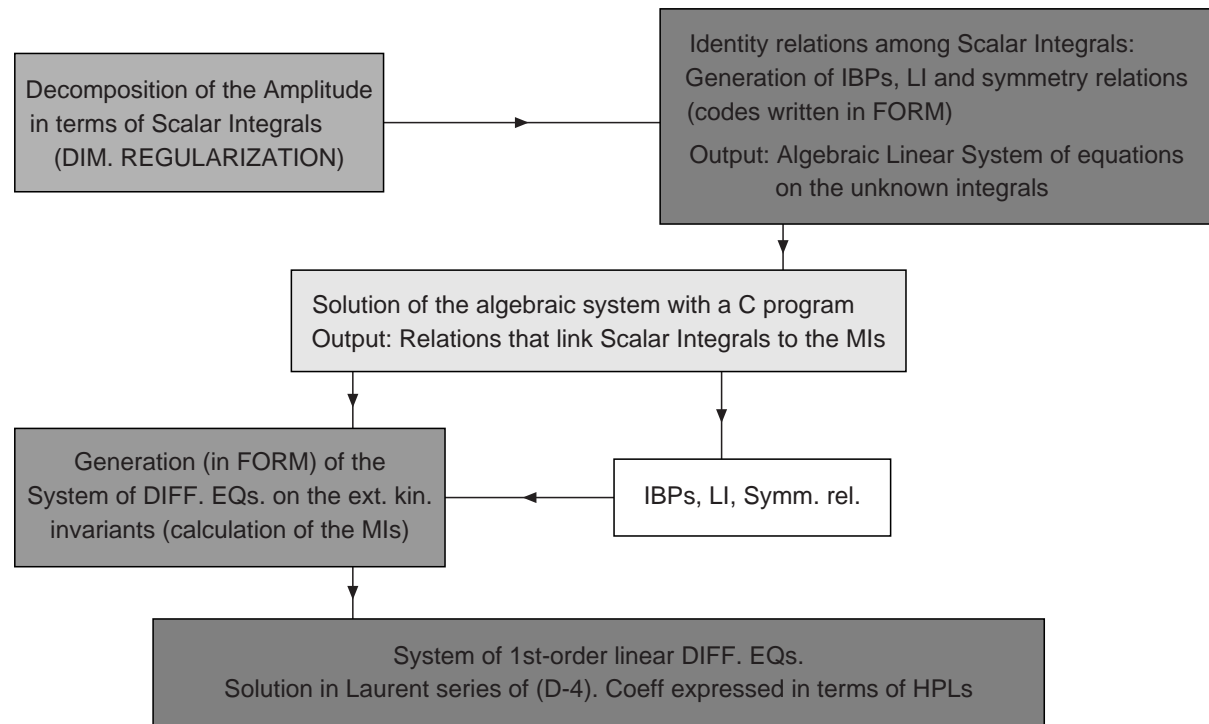 Decomposition of the Amplitude
in terms of Scalar Integrals
(DIM. REGULARIZATION)
Identity relations among Scalar Integrals:
Generation of IBPs, LI and symmetry relations
(codes written in FORM)
Output: Algebraic Linear System of equations
on the unknown integrals
Solution of the algebraic system with a C program
Output: Relations that link Scalar Integrals to the MIs
Generation (in FORM) of the
System of DIFF. EQs. on the ext. kin.
invariants (calculation of the MIs)
IBPs, LI, Symm. rel.
System of 1st-order linear DIFF. EQs.
Solution in Laurent series of (D-4). Coeff expressed in terms of HPLs